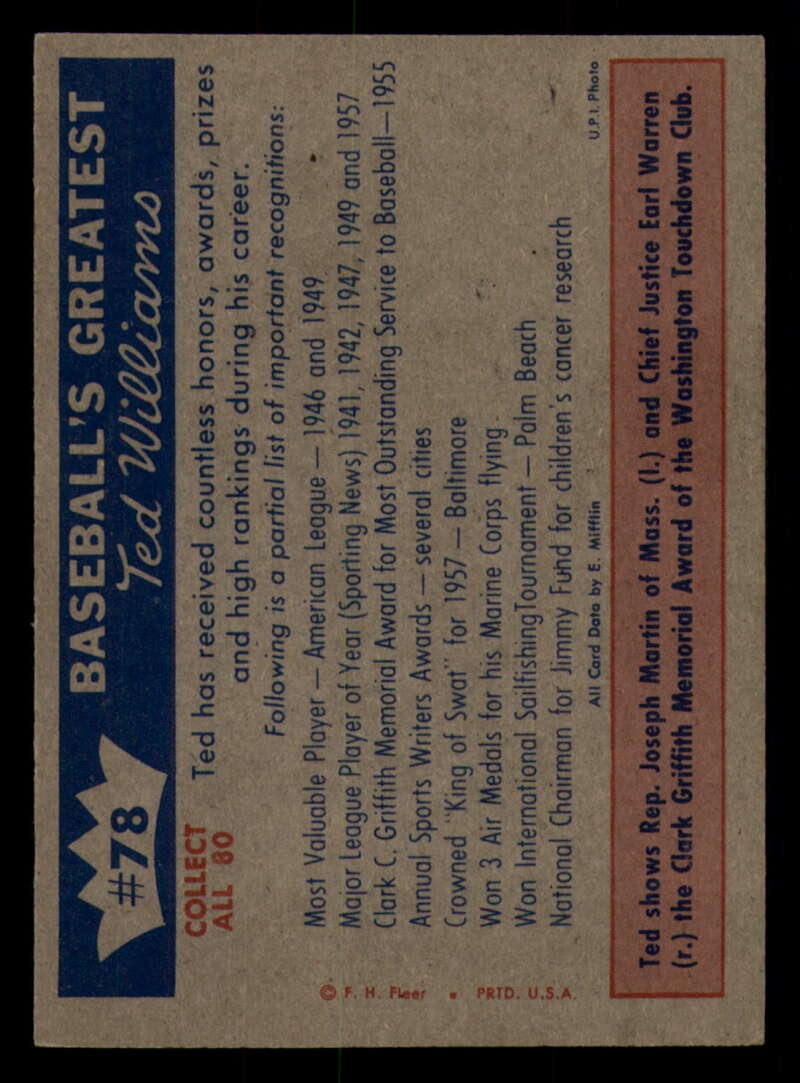 #78
BASEBALL'S GREATEST
Ted Williams
COLLECT
ALL 80
Ted has received countless honors, awards, prizes
and high rankings during his career.
Following is a partial list of important recognitions:
Most Valuable Player — American League — 1946 and 1949
Major League Player of Year (Sporting News) 1941, 1942, 1947, 1949 and 1957
Clark C. Griffith Memorial Award for Most Outstanding Service to Baseball—1955
Annual Sports Writers Awards — several cities
Crowned "King of Swat" for 1957 — Baltimore
Won 3 Air Medals for his Marine Corps flying
Won International Sailfishing Tournament — Palm Beach
National Chairman for Jimmy Fund for children's cancer research
All Card Data by E. Mifflin
U.P.I. Photo
© F. H. Fleer • PRTD. U.S.A.
Ted shows Rep. Joseph Martin of Mass. (l.) and Chief Justice Earl Warren
(r.) the Clark Griffith Memorial Award of the Washington Touchdown Club.